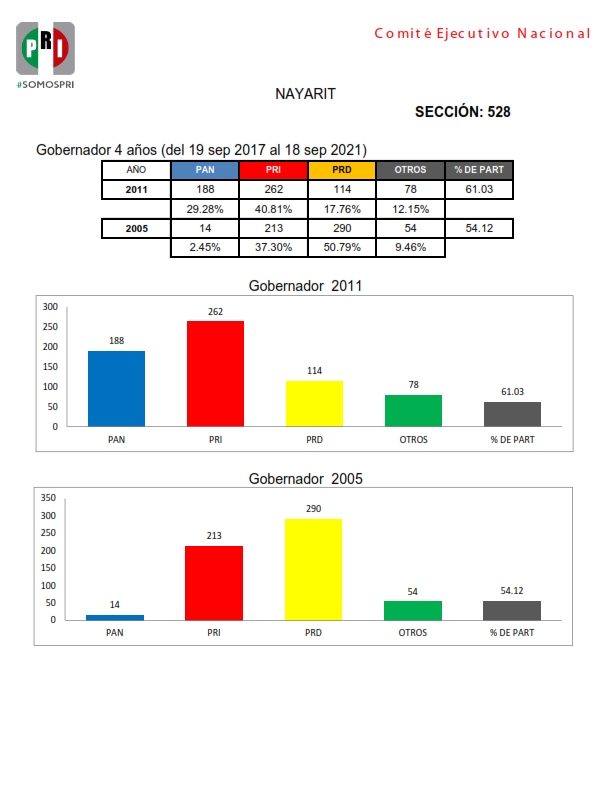 Comité Ejecutivo Nacional
PRI
#SOMOSPRI
NAYARIT
SECCIÓN: 528
Gobernador 4 años (del 19 sep 2017 al 18 sep 2021)
AÑO PAN PRI PRD OTROS % DE PART
2011 188 262 114 78 61.03
29.28% 40.81% 17.76% 12.15%
2005 14 213 290 54 54.12
2.45% 37.30% 50.79% 9.46%
Gobernador 2011
300
250
200
150
100
50
0
188
262
114
78
61.03
PAN PRI PRD OTROS % DE PART
Gobernador 2005
350
300
250
200
150
100
50
0
14
213
290
54
54.12
PAN PRI PRD OTROS % DE PART